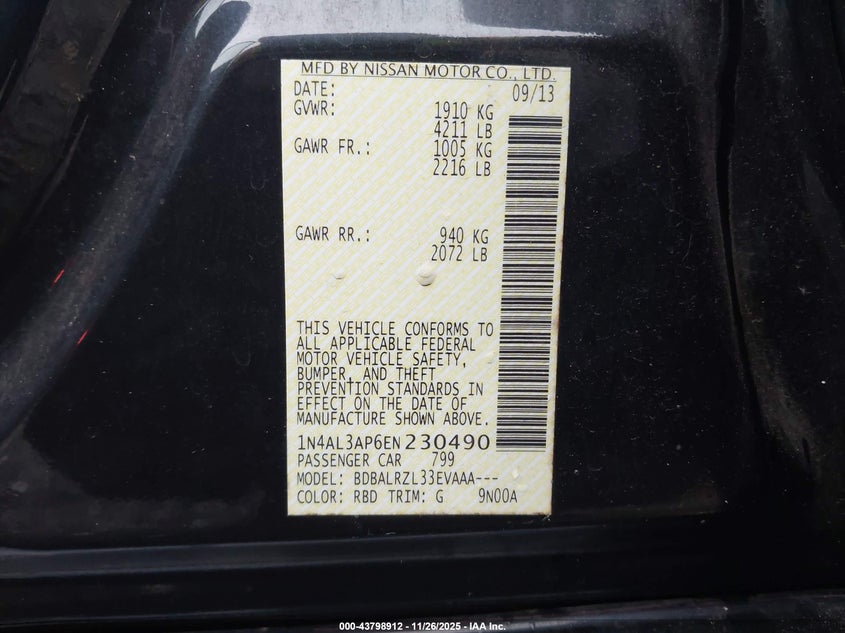 MFD BY NISSAN MOTOR CO., LTD.
DATE: 09/13
GVWR: 1910 KG
4211 LB
GAWR FR.: 1005 KG
2216 LB
GAWR RR.: 940 KG
2072 LB
THIS VEHICLE CONFORMS TO
ALL APPLICABLE FEDERAL
MOTOR VEHICLE SAFETY,
BUMPER, AND THEFT
PREVENTION STANDARDS IN
EFFECT ON THE DATE OF
MANUFACTURE SHOWN ABOVE.
1N4AL3AP6EN230490
PASSENGER CAR 799
MODEL: BDBALRZL33EVAAA---
COLOR: RBD TRIM: G 9N00A
000-43798912 - 11/26/2025 - IAA Inc.